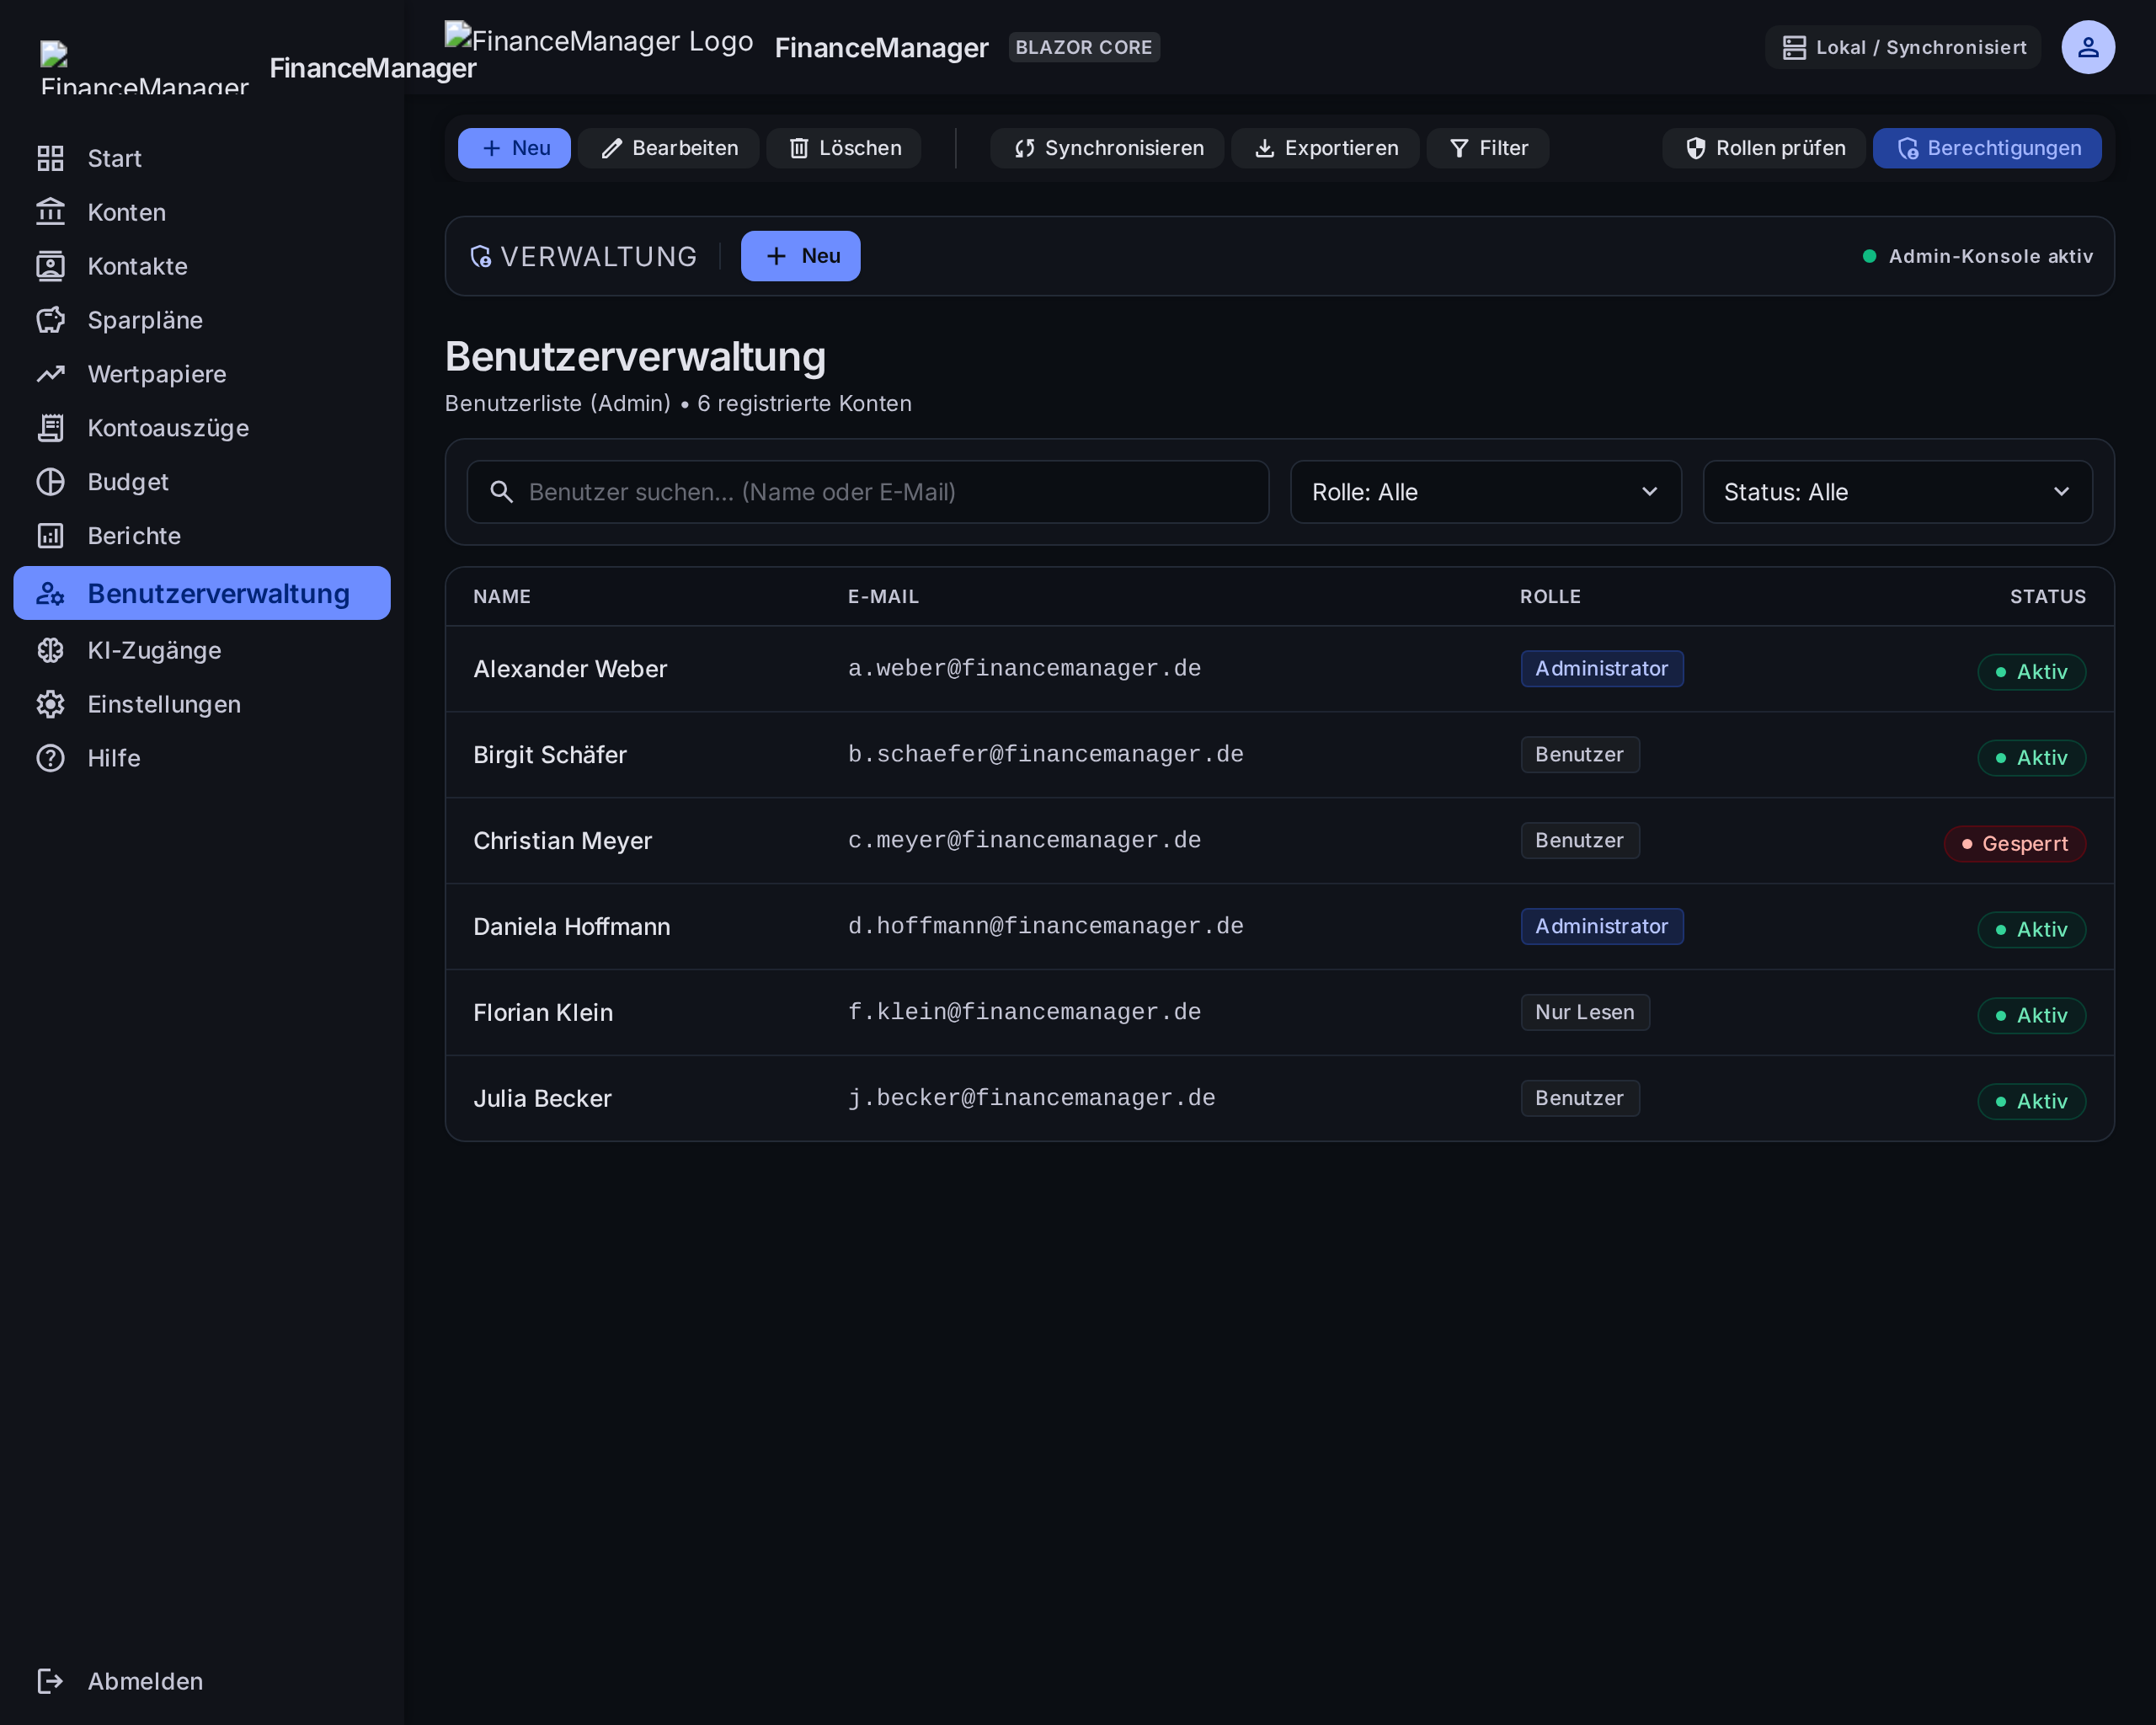 FinanceManager
FinanceManager
Start
Konten
Kontakte
Sparpläne
Wertpapiere
Kontoauszüge
Budget
Berichte
Benutzerverwaltung
KI-Zugänge
Einstellungen
Hilfe
Abmelden
FinanceManager Logo FinanceManager BLAZOR CORE Lokal / Synchronisiert
Neu Bearbeiten Löschen Synchronisieren Exportieren Filter Rollen prüfen Berechtigungen
VERWALTUNG Neu Admin-Konsole aktiv
Benutzerverwaltung
Benutzerliste (Admin) • 6 registrierte Konten
Benutzer suchen... (Name oder E-Mail) Rolle: Alle Status: Alle
NAME E-MAIL ROLLE STATUS
Alexander Weber a.weber@financemanager.de Administrator Aktiv
Birgit Schäfer b.schaefer@financemanager.de Benutzer Aktiv
Christian Meyer c.meyer@financemanager.de Benutzer Gesperrt
Daniela Hoffmann d.hoffmann@financemanager.de Administrator Aktiv
Florian Klein f.klein@financemanager.de Nur Lesen Aktiv
Julia Becker j.becker@financemanager.de Benutzer Aktiv